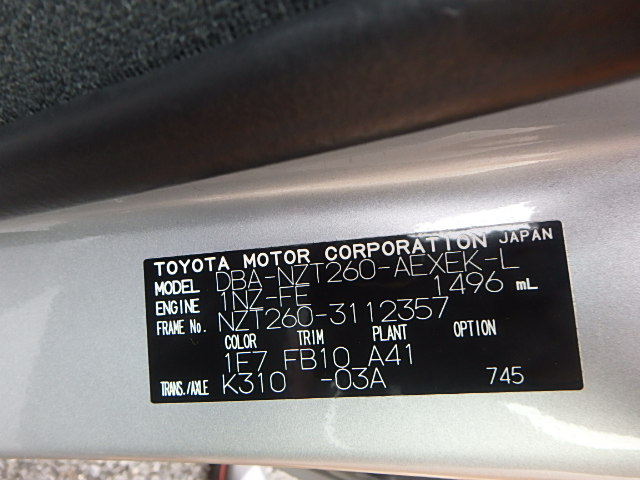 TOYOTA MOTOR CORPORATION JAPAN
MODEL DBA-NZT260-AEXEK-L
ENGINE 1NZ-FE 1496 mL
FRAME NO. NZT260-3112357
COLOR TRIM PLANT OPTION
1E7 FB10 A41
TRANS./AXLE K310 -03A 745